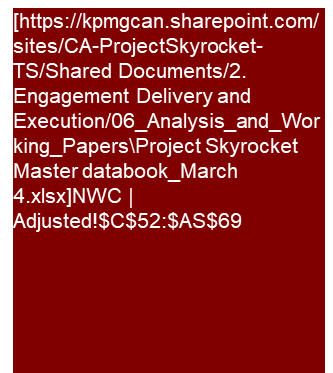 [https://kpmgcan.sharepoint.com/
sites/CA-ProjectSkyrocket-
TS/Shared Documents/2.
Engagement Delivery and
Execution/06_Analysis_and_Wor
king_Papers\Project Skyrocket
Master databook_March
4.xlsx]NWC |
Adjusted!$C$52:$AS$69